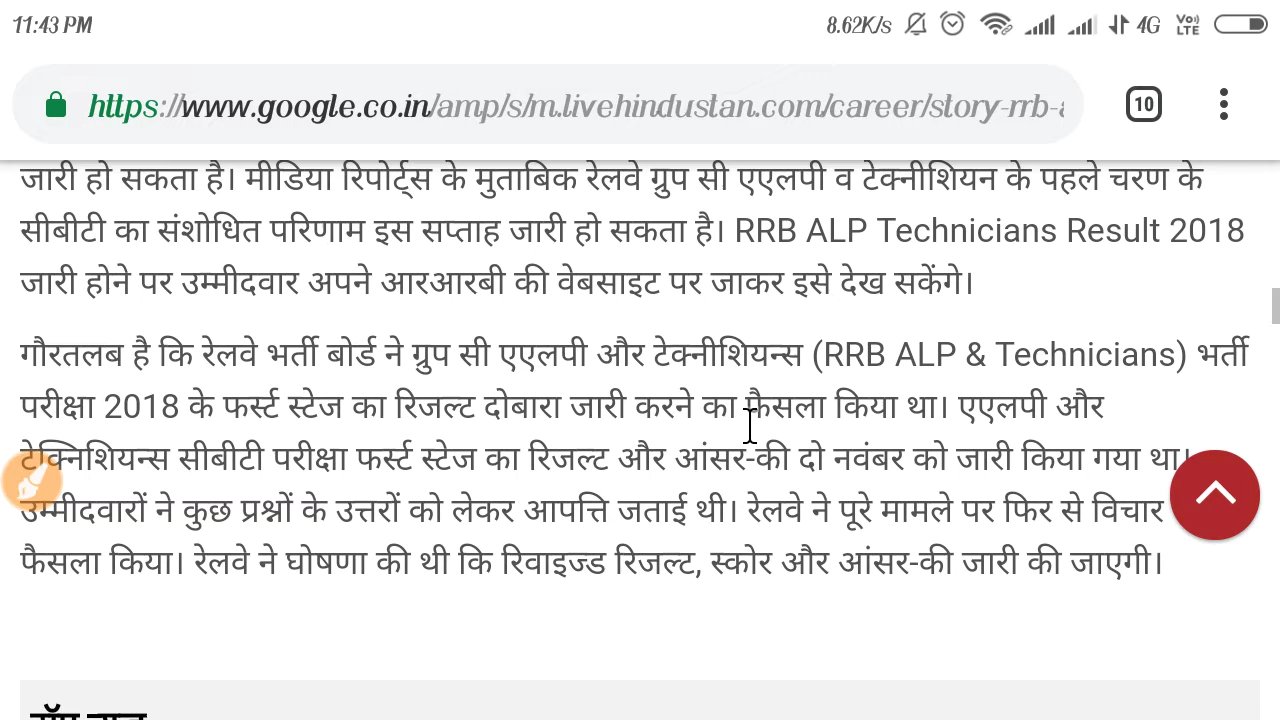 11:43 PM
8.62K/s 4G Vo) LTE
https://www.google.co.in/amp/s/m.livehindustan.com/career/story-rrb-
10
जारी हो सकता है। मीडिया रिपोर्ट्स के मुताबिक रेलवे ग्रुप सी एएलपी व टेक्नीशियन के पहले चरण के
सीबीटी का संशोधित परिणाम इस सप्ताह जारी हो सकता है। RRB ALP Technicians Result 2018
जारी होने पर उम्मीदवार अपने आरआरबी की वेबसाइट पर जाकर इसे देख सकेंगे।
गौरतलब है कि रेलवे भर्ती बोर्ड ने ग्रुप सी एएलपी और टेक्नीशियन्स (RRB ALP & Technicians) भर्ती
परीक्षा 2018 के फर्स्ट स्टेज का रिजल्ट दोबारा जारी करने का फैसला किया था। एएलपी और
टेक्निशियन्स सीबीटी परीक्षा फर्स्ट स्टेज का रिजल्ट और आंसर-की दो नवंबर को जारी किया गया था।
उम्मीदवारों ने कुछ प्रश्नों के उत्तरों को लेकर आपत्ति जताई थी। रेलवे ने पूरे मामले पर फिर से विचार
फैसला किया। रेलवे ने घोषणा की थी कि रिवाइज्ड रिजल्ट, स्कोर और आंसर-की जारी की जाएगी।